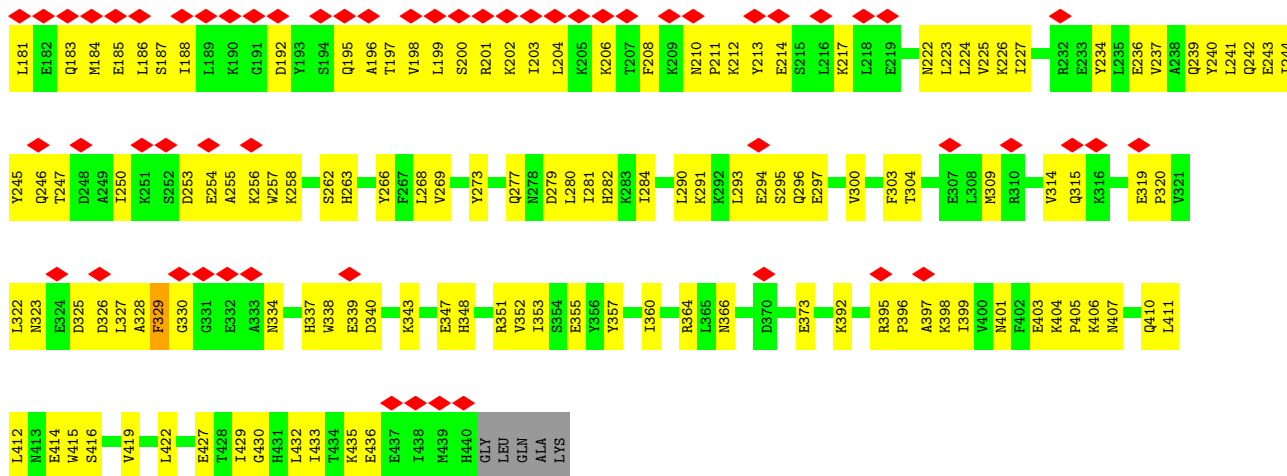 L181 E182 Q183 M184 E185 L186 S187 I188 L189 K190 G191 D192 Y193 S194 Q195 A196 T197 V198 L199 S200 R201 K202 I203 L204 K205 K206 T207 F208 K209 N210 P211 K212 Y213 E214 S215 L216 K217 L218 E219 N222 L223 L224 V225 K226 I227 R232 E233 Y234 L235 E236 V237 A238 Q239 Y240 L241 Q242 E243
Y245 Q246 T247 D248 A249 I250 K251 S252 D253 E254 A255 K256 W257 K258 S262 H263 Y266 F267 L268 V269 Y273 Q277 N278 D279 L280 I281 H282 K283 I284 L290 K291 K292 L293 E294 S295 Q296 E297 V300 F303 T304 E307 L308 M309 R310 V314 Q315 K316 E319 P320 V321
L322 N323 E324 D325 D326 L327 A328 F329 G330 G331 E332 A333 N334 H337 W338 E339 D340 K343 E347 H348 R351 V352 I353 S354 E355 Y356 Y357 I360 R364 L365 N366 D370 E373 K392 R395 P396 A397 K398 I399 V400 N401 F402 E403 K404 P405 K406 N407 Q410 L411
L412 N413 E414 W415 S416 V419 L422 E427 T428 I429 G430 H431 L432 I433 T434 K435 E436 E437 I438 M439 H440 GLY LEU GLN ALA LYS